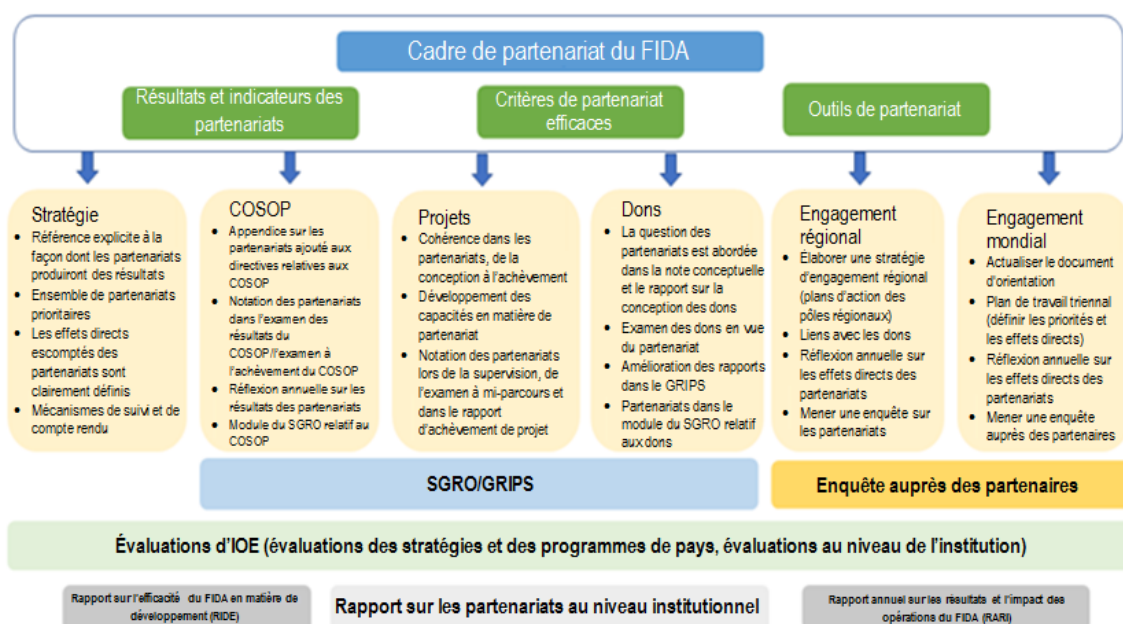 Cadre de partenariat du FIDA
Résultats et indicateurs des
partenariats
Critères de partenariat
efficaces
Outils de partenariat
Stratégie
• Référence explicite à la
façon dont les partenariats
produiront des résultats
• Ensemble de partenariats
prioritaires
• Les effets directs
escomptés des
partenariats sont
clairement définis
• Mécanismes de suivi et de
compte rendu
COSOP
• Appendice sur les
partenariats ajouté aux
directives relatives aux
COSOP
• Notation des partenariats
dans l'examen des
résultats du
COSOP/l'examen à
l'achèvement du COSOP
• Réflexion annuelle sur les
résultats des partenariats
• Module du SGRO relatif au
COSOP
Projets
• Cohérence dans les
partenariats, de la
conception à l'achèvement
• Développement des
capacités en matière de
partenariat
• Notation des partenariats
lors de la supervision, de
l'examen à mi-parcours et
dans le rapport
d'achèvement de projet
Dons
• La question des
partenariats est abordée
dans la note conceptuelle
et le rapport sur la
conception des dons
• Examen des dons en vue
du partenariat
• Amélioration des rapports
dans le GRIPS
• Partenariats dans le
module du SGRO relatif
aux dons
Engagement
régional
• Élaborer une stratégie
d'engagement régional
(plans d'action des
pôles régionaux)
• Liens avec les dons
• Réflexion annuelle sur
les effets directs des
partenariats
• Mener une enquête sur
les partenariats
Engagement
mondial
• Actualiser le document
d'orientation
• Plan de travail triennal
(définir les priorités et
les effets directs)
• Réflexion annuelle sur
les effets directs des
partenariats
• Mener une enquête
auprès des partenaires
SGRO/GRIPS
Enquête auprès des partenaires
Évaluations d'IOE (évaluations des stratégies et des programmes de pays, évaluations au niveau de l'institution)
Rapport sur l'efficacité du FIDA en matière de
développement (RIDE)
Rapport sur les partenariats au niveau institutionnel
Rapport annuel sur les résultats et l'impact des
opérations du FIDA (RARI)